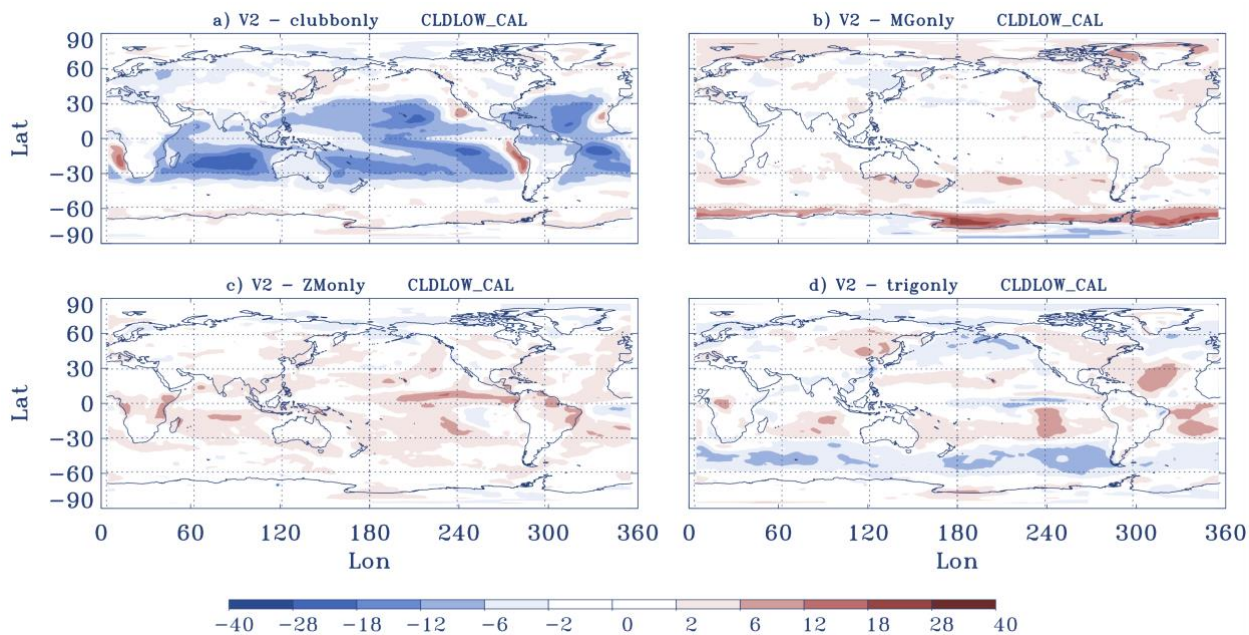 a) V2 - clubbonly CLDLOW_CAL
b) V2 - MGonly CLDLOW_CAL
90
60
30
0
-30
-60
-90
Lat
c) V2 - ZMonly CLDLOW_CAL
d) V2 - trigonly CLDLOW_CAL
90
60
30
0
-30
-60
-90
Lat
0 60 120 180 240 300 360
0 60 120 180 240 300 360
Lon
Lon
-40 -28 -18 -12 -6 -2 0 2 6 12 18 28 40